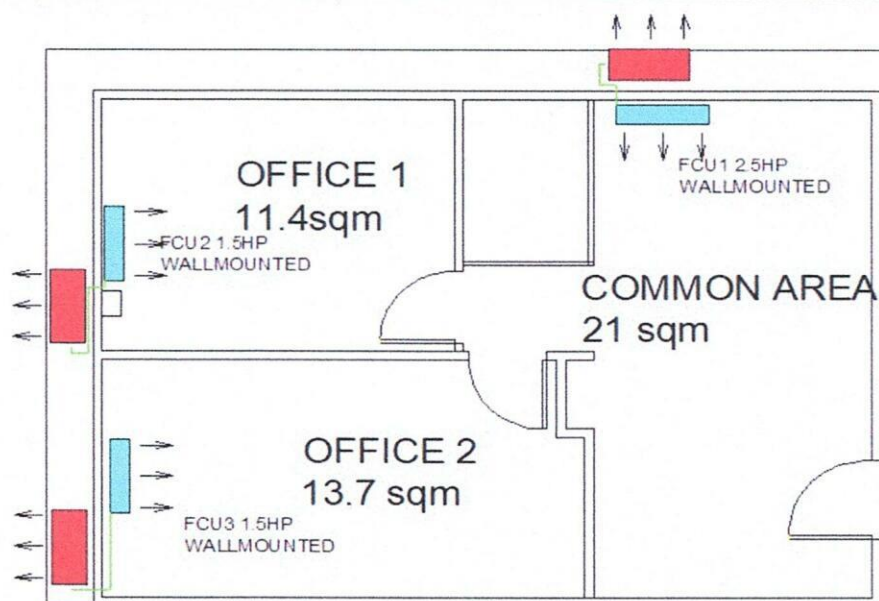 OFFICE 1
11.4sqm
FCU2 1.5HP
WALLMOUNTED
FCU1 2.5HP
WALLMOUNTED
COMMON AREA
21 sqm
OFFICE 2
13.7 sqm
FCU3 1.5HP
WALLMOUNTED